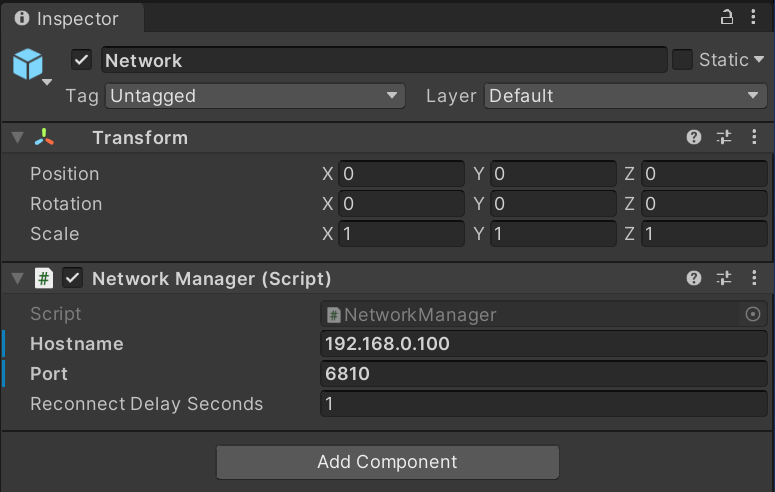 Inspector
Network Static
Tag Untagged Layer Default
Transform
Position X 0 Y 0 Z 0
Rotation X 0 Y 0 Z 0
Scale X 1 Y 1 Z 1
# Network Manager (Script)
Script # NetworkManager
Hostname 192.168.0.100
Port 6810
Reconnect Delay Seconds 1
Add Component